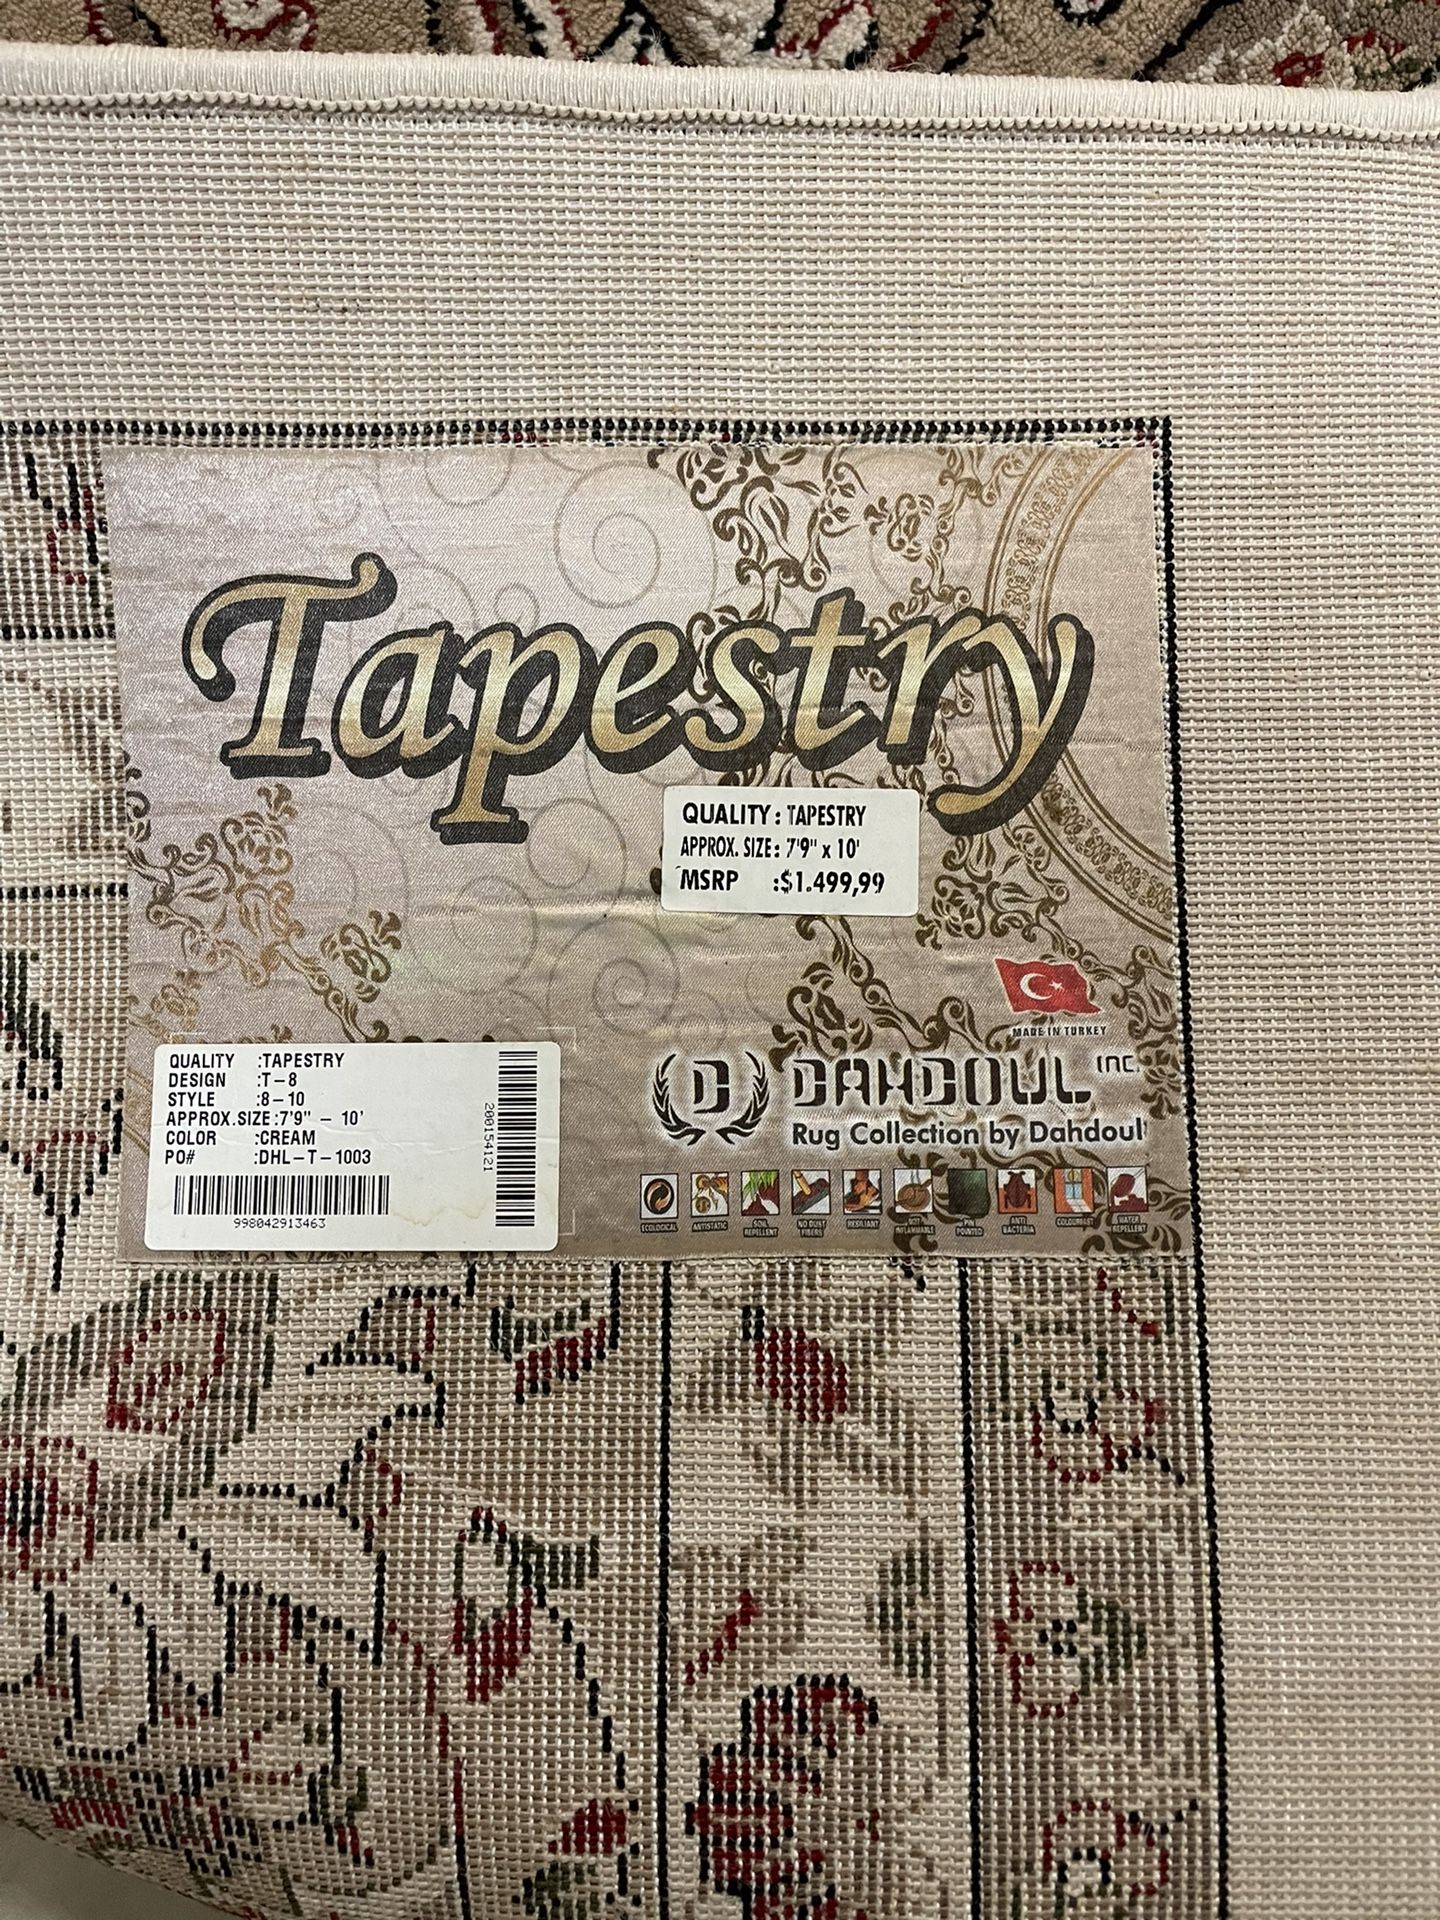 Tapestry
QUALITY : TAPESTRY
APPROX. SIZE : 7'9" x 10'
MSRP :$1.499,99
MADE IN TURKEY
D DAHDOUL INC.
Rug Collection by Dahdoul
QUALITY :TAPESTRY
DESIGN :T-8
STYLE :8-10
APPROX.SIZE :7'9" - 10'
COLOR :CREAM
PO# :DHL-T-1003
998042913463
200154121
ECOLOGICAL
ANTISTATIC
SOIL REPELLENT
NO DUST FIBERS
RESILIANT
NOT INFLAMMABLE
PIN POINTED
ANTI BACTERIA
COLOURFAST
WATER REPELLENT